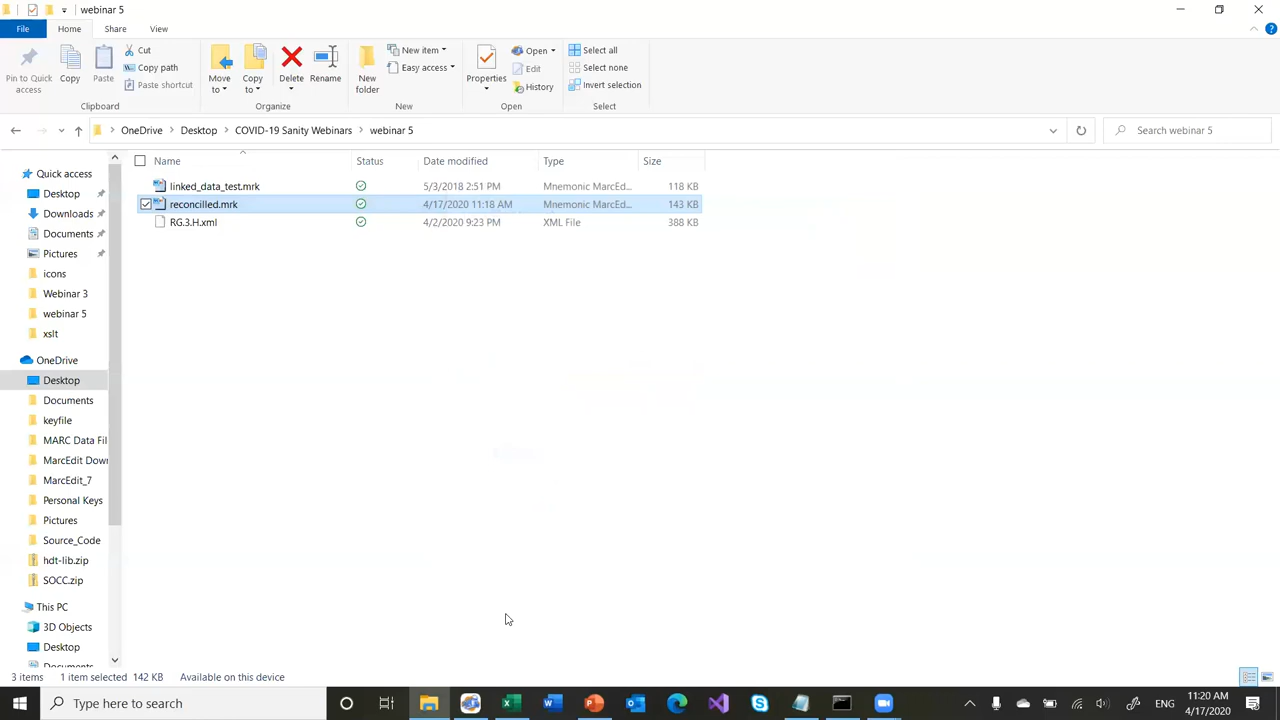 webinar 5
File Home Share View
Pin to Quick access
Copy
Paste
Cut
Copy path
Paste shortcut
Clipboard
Move to
Copy to
Delete
Rename
Organize
New folder
New item
Easy access
New
Properties
Open
Edit
History
Open
Select all
Select none
Invert selection
Select
OneDrive > Desktop > COVID-19 Sanity Webinars > webinar 5
Search webinar 5
Name Status Date modified Type Size
linked_data_test.mrk 5/3/2018 2:51 PM Mnemonic MarcEd... 118 KB
reconcilled.mrk 4/17/2020 11:18 AM Mnemonic MarcEd... 143 KB
RG.3.H.xml 4/2/2020 9:23 PM XML File 388 KB
Quick access
Desktop
Downloads
Documents
Pictures
icons
Webinar 3
webinar 5
xslt
OneDrive
Desktop
Documents
keyfile
MARC Data Fil
MarcEdit Down
MarcEdit_7
Personal Keys
Pictures
Source_Code
hdt-lib.zip
SOCC.zip
This PC
3D Objects
Desktop
Documents
3 items 1 item selected 142 KB Available on this device
Type here to search
ENG
11:20 AM
4/17/2020